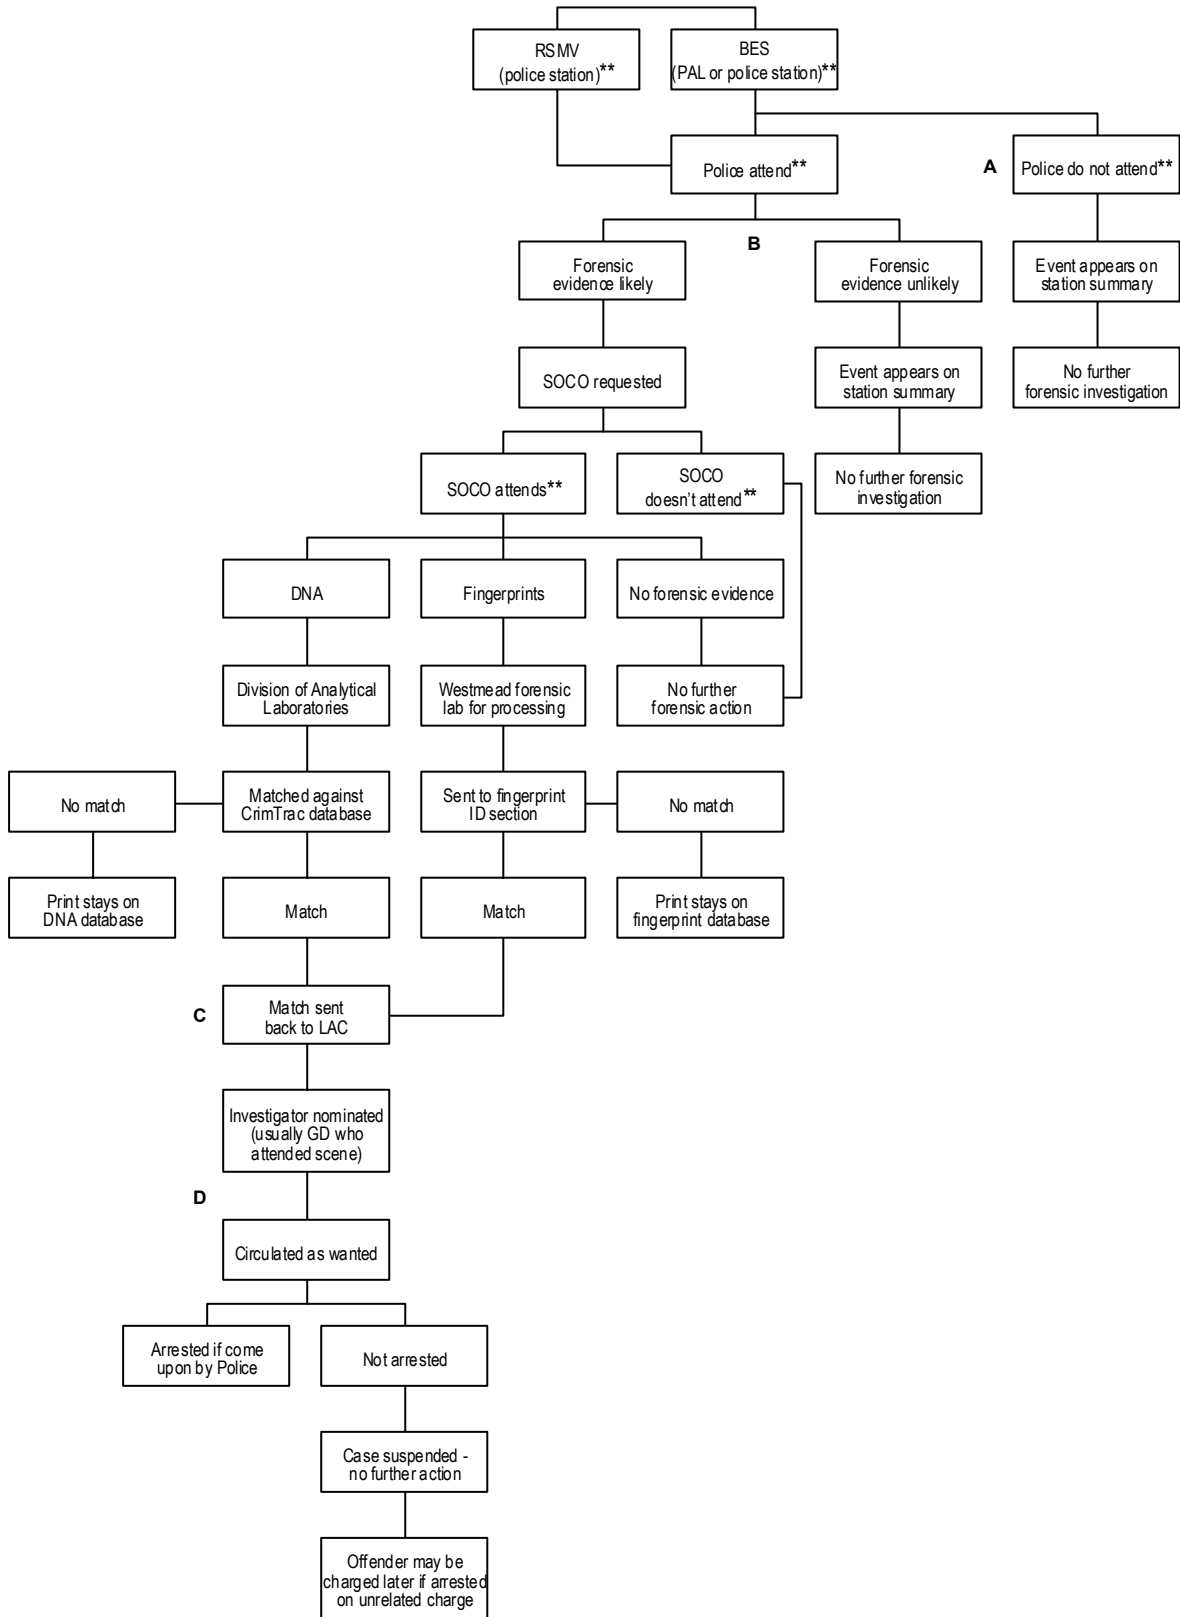 RSMV
(police station)**
BES
(PAL or police station)**
Police attend**
A
Police do not attend**
B
Forensic
evidence likely
Forensic
evidence unlikely
Event appears on
station summary
SOCO requested
Event appears on
station summary
No further
forensic investigation
SOCO attends**
SOCO
doesn't attend**
No further forensic
investigation
DNA
Fingerprints
No forensic evidence
Division of Analytical
Laboratories
Westmead forensic
lab for processing
No further
forensic action
No match
Matched against
CrimTrac database
Sent to fingerprint
ID section
No match
Print stays on
DNA database
Match
Match
Print stays on
fingerprint database
C
Match sent
back to LAC
Investigator nominated
(usually GD who
attended scene)
D
Circulated as wanted
Arrested if come
upon by Police
Not arrested
Case suspended -
no further action
Offender may be
charged later if arrested
on unrelated charge